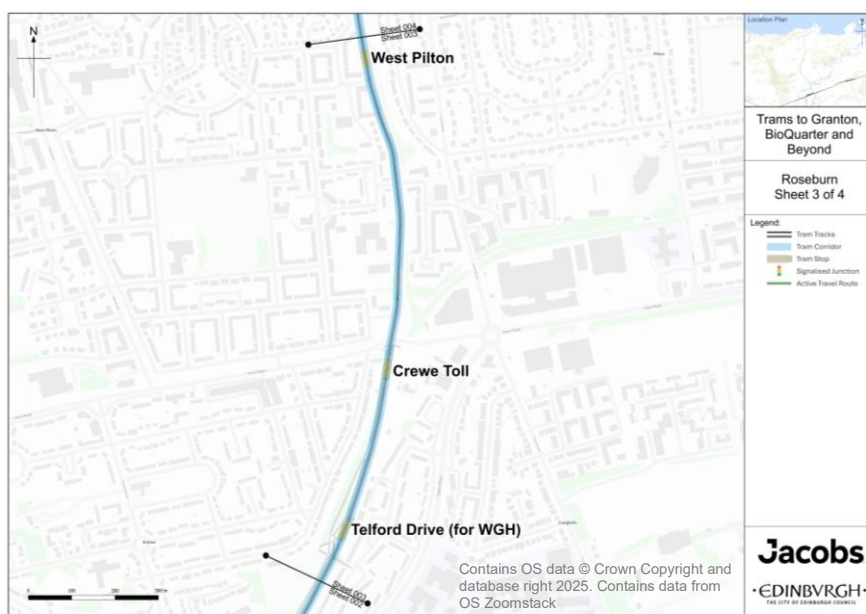 Sheet 004
Sheet 003
N
West Pilton
Crewe Toll
Telford Drive (for WGH)
Sheet 003
Sheet 002
Contains OS data © Crown Copyright and
database right 2025. Contains data from
OS Zoomstack
Location Plan
Trams to Granton,
BioQuarter and
Beyond
Roseburn
Sheet 3 of 4
Legend:
Tram Tracks
Tram Corridor
Tram Stop
Signalised Junction
Active Travel Route
Jacobs
·EDINBVRGH·
THE CITY OF EDINBURGH COUNCIL